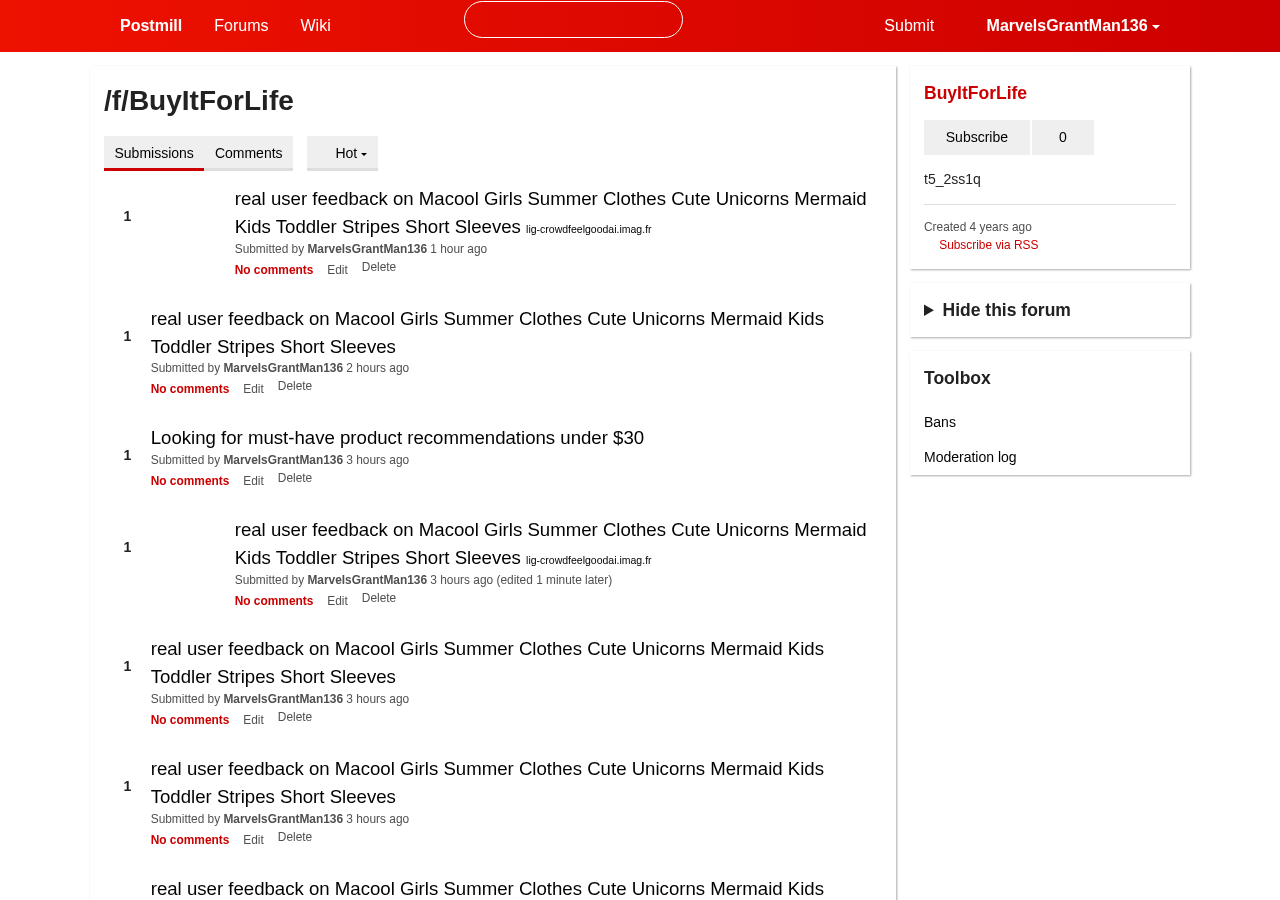 Postmill Forums Wiki Submit MarvelsGrantMan136
/f/BuyItForLife
Submissions Comments Hot
1
real user feedback on Macool Girls Summer Clothes Cute Unicorns Mermaid
Kids Toddler Stripes Short Sleeves lig-crowdfeelgoodai.imag.fr
Submitted by MarvelsGrantMan136 1 hour ago
No comments Edit Delete
1
real user feedback on Macool Girls Summer Clothes Cute Unicorns Mermaid Kids
Toddler Stripes Short Sleeves
Submitted by MarvelsGrantMan136 2 hours ago
No comments Edit Delete
1
Looking for must-have product recommendations under $30
Submitted by MarvelsGrantMan136 3 hours ago
No comments Edit Delete
1
real user feedback on Macool Girls Summer Clothes Cute Unicorns Mermaid
Kids Toddler Stripes Short Sleeves lig-crowdfeelgoodai.imag.fr
Submitted by MarvelsGrantMan136 3 hours ago (edited 1 minute later)
No comments Edit Delete
1
real user feedback on Macool Girls Summer Clothes Cute Unicorns Mermaid Kids
Toddler Stripes Short Sleeves
Submitted by MarvelsGrantMan136 3 hours ago
No comments Edit Delete
1
real user feedback on Macool Girls Summer Clothes Cute Unicorns Mermaid Kids
Toddler Stripes Short Sleeves
Submitted by MarvelsGrantMan136 3 hours ago
No comments Edit Delete
real user feedback on Macool Girls Summer Clothes Cute Unicorns Mermaid Kids
BuyItForLife
Subscribe 0
t5_2ss1q
Created 4 years ago
Subscribe via RSS
Hide this forum
Toolbox
Bans
Moderation log